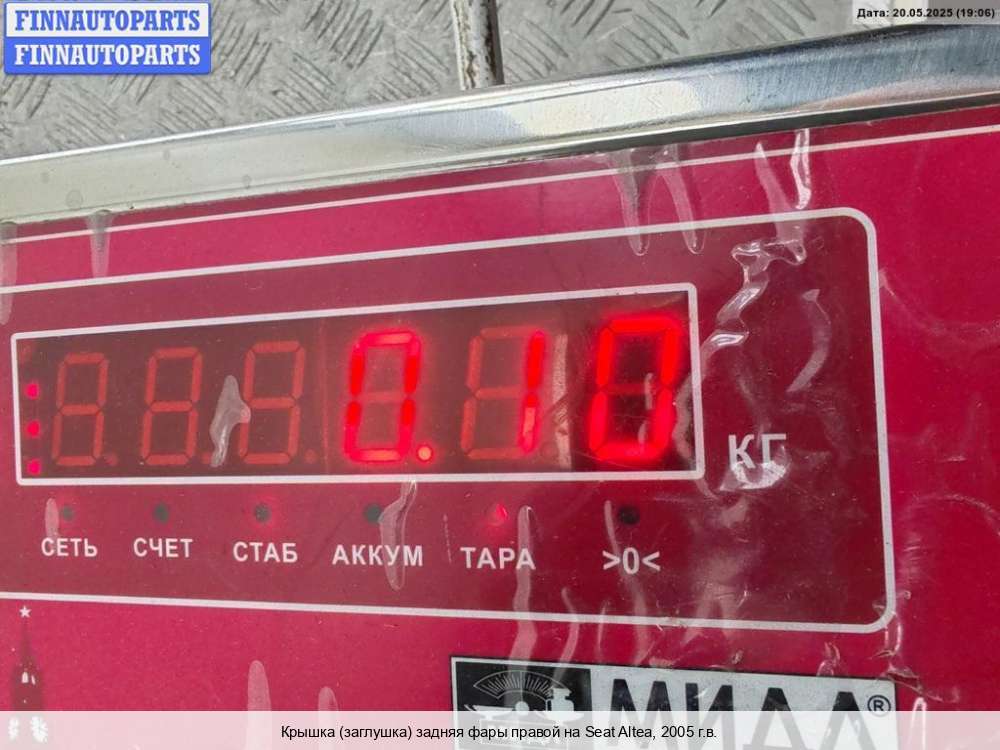 FINNAUTOPARTS
FINNAUTOPARTS
Дата: 20.05.2025 (19:06)
0.10
КГ
СЕТЬ СЧЕТ СТАБ АККУМ ТАРА >0<
МИДЛ®
Крышка (заглушка) задняя фары правой на Seat Altea, 2005 г.в.